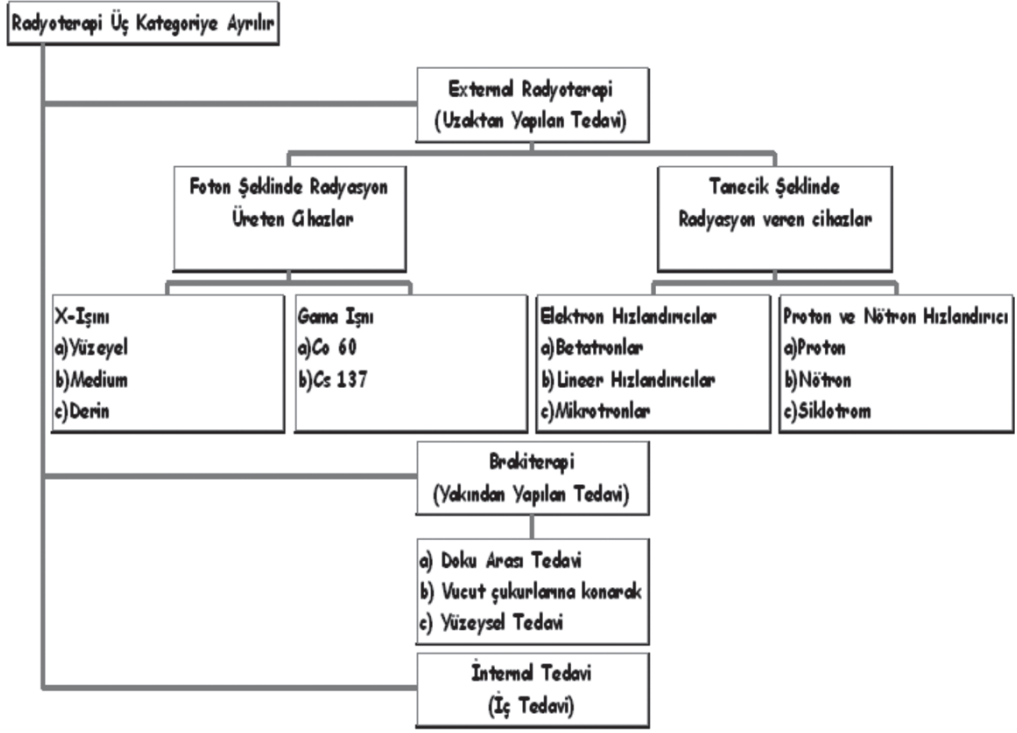 Radyoterapi Üç Kategoriye Ayrılır
External Radyoterapi
(Uzaktan Yapılan Tedavi)
Foton Şeklinde Radyasyon
Üreten Cihazlar
Tanecik Şeklinde
Radyasyon veren cihazlar
X-Işını
a)Yüzeyel
b)Medium
c)Derin
Gama Işnı
a)Co 60
b)Cs 137
Elektron Hızlandırıcılar
a)Betatronlar
b)Lineer Hızlandırıcılar
c)Mikrotronlar
Proton ve Nötron Hızlandırıcı
a)Proton
b)Nötron
c)Siklotrom
Brakiterapi
(Yakından Yapılan Tedavi)
a) Doku Arası Tedavi
b) Vucut çukurlarına konarak
c) Yüzeysel Tedavi
İnternal Tedavi
(İç Tedavi)